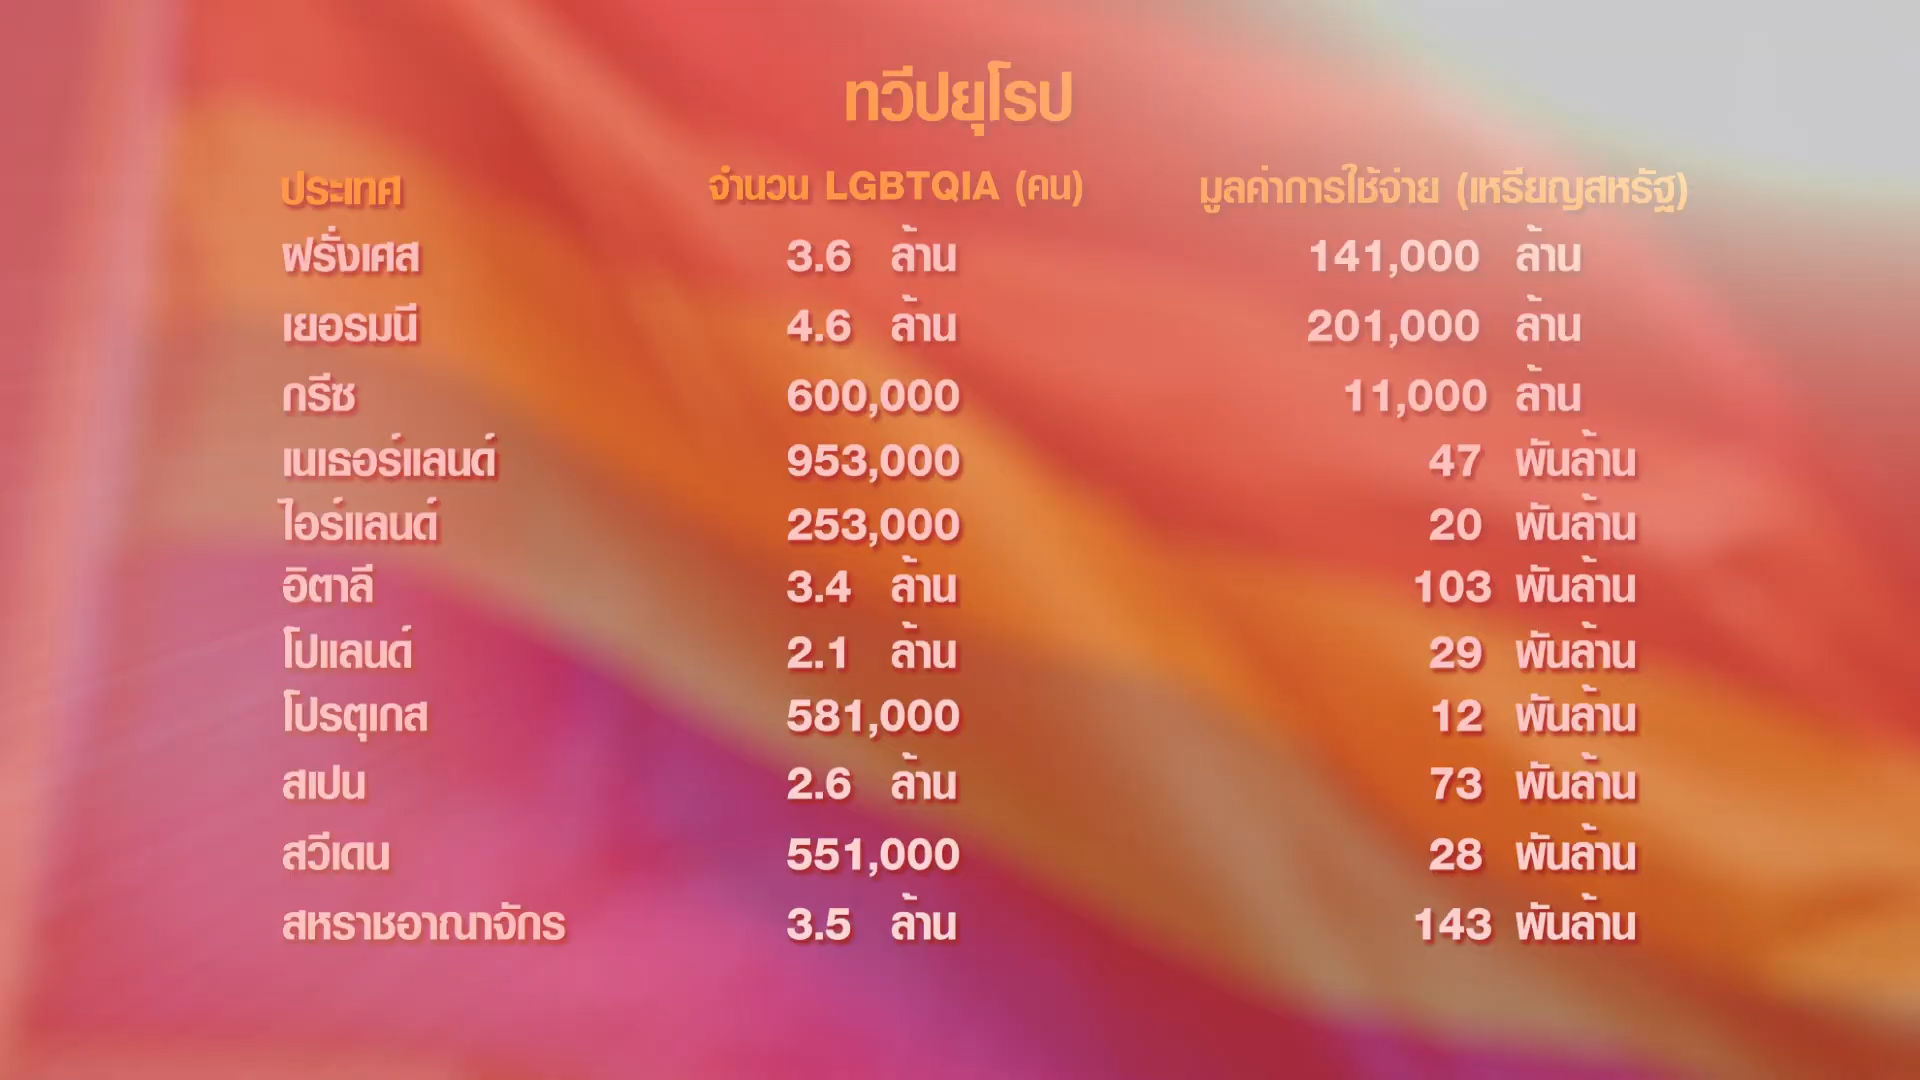 ทวีปยุโรป
ประเทศ จำนวน LGBTQIA (คน) มูลค่าการใช้จ่าย (เหรียญสหรัฐ)
ฝรั่งเศส 3.6 ล้าน 141,000 ล้าน
เยอรมนี 4.6 ล้าน 201,000 ล้าน
กรีซ 600,000 11,000 ล้าน
เนเธอร์แลนด์ 953,000 47 พันล้าน
ไอร์แลนด์ 253,000 20 พันล้าน
อิตาลี 3.4 ล้าน 103 พันล้าน
โปแลนด์ 2.1 ล้าน 29 พันล้าน
โปรตุเกส 581,000 12 พันล้าน
สเปน 2.6 ล้าน 73 พันล้าน
สวีเดน 551,000 28 พันล้าน
สหราชอาณาจักร 3.5 ล้าน 143 พันล้าน